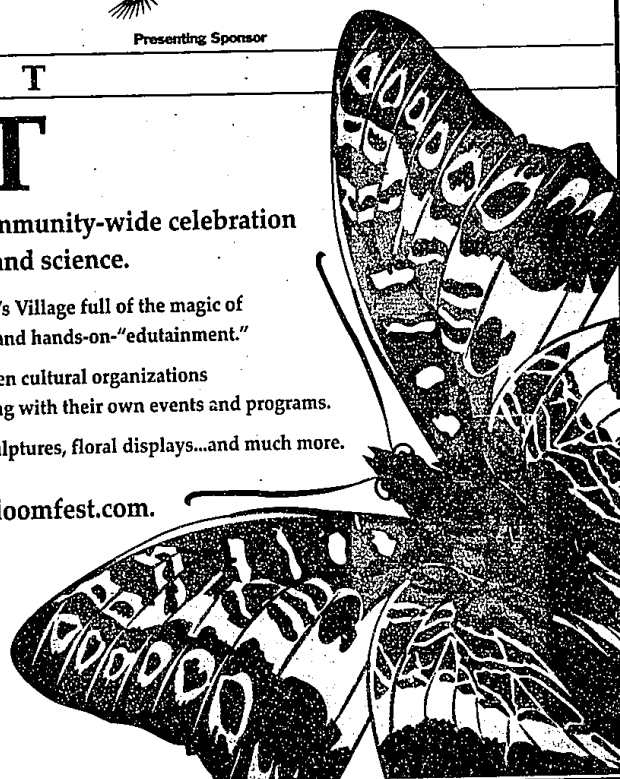 Presenting Sponsor
T
T
mmunity-wide celebration
and science.
's Village full of the magic of
and hands-on-“edutainment.”
en cultural organizations
ng with their own events and programs.
lptures, floral displays...and much more.
loomfest.com.